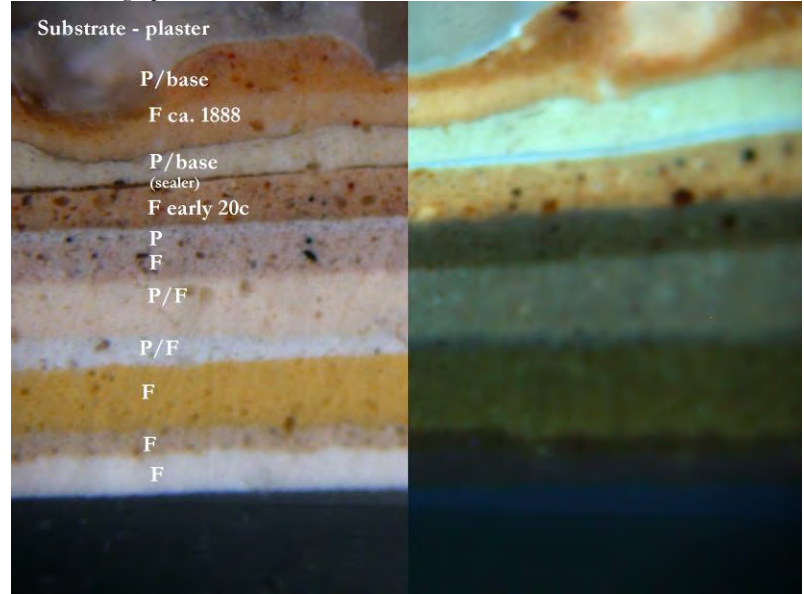 Substrate - plaster
P/base
F ca. 1888
P/base
(sealer)
F early 20c
P
F
P/F
P/F
F
F
F